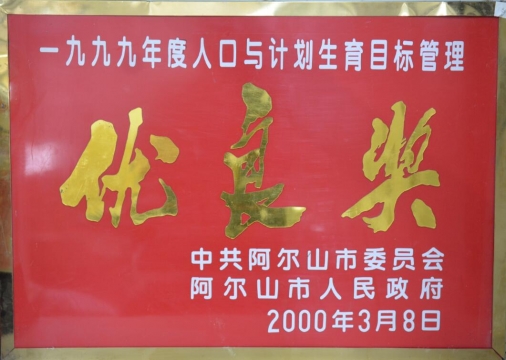 一九九九年度人口与计划生育目标管理
优良奖
中共阿尔山市委员会
阿尔山市人民政府
2000年3月8日